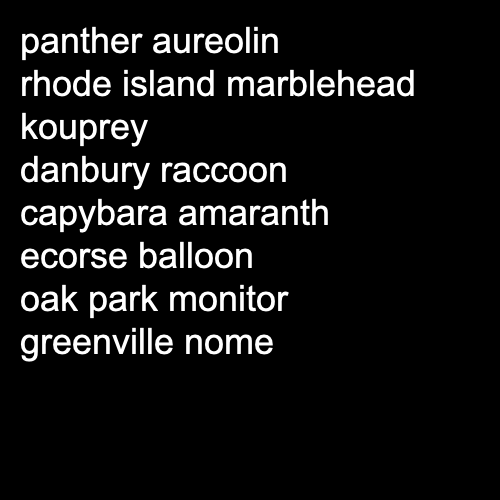 panther aureolin
rhode island marblehead
kouprey
danbury raccoon
capybara amaranth
ecorse balloon
oak park monitor
greenville nome